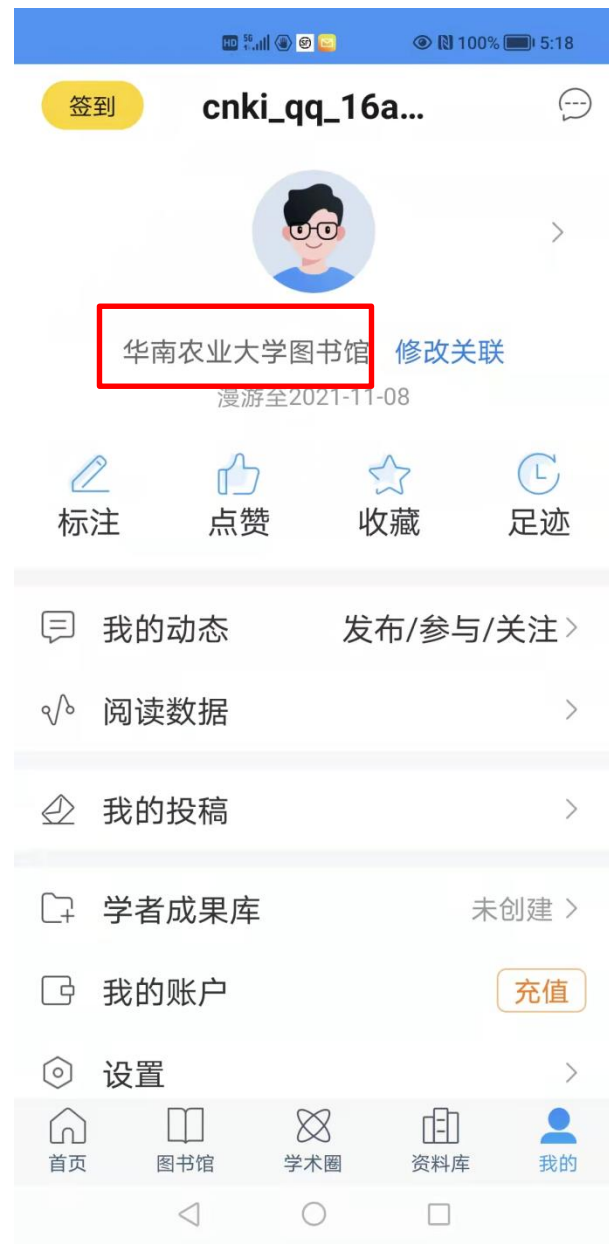 HD 5G 100% 5:18
签到 cnki_qq_16a...
华南农业大学图书馆 修改关联
漫游至2021-11-08
标注 点赞 收藏 足迹
我的动态 发布/参与/关注
阅读数据
我的投稿
学者成果库 未创建
我的账户 充值
设置
首页 图书馆 学术圈 资料库 我的